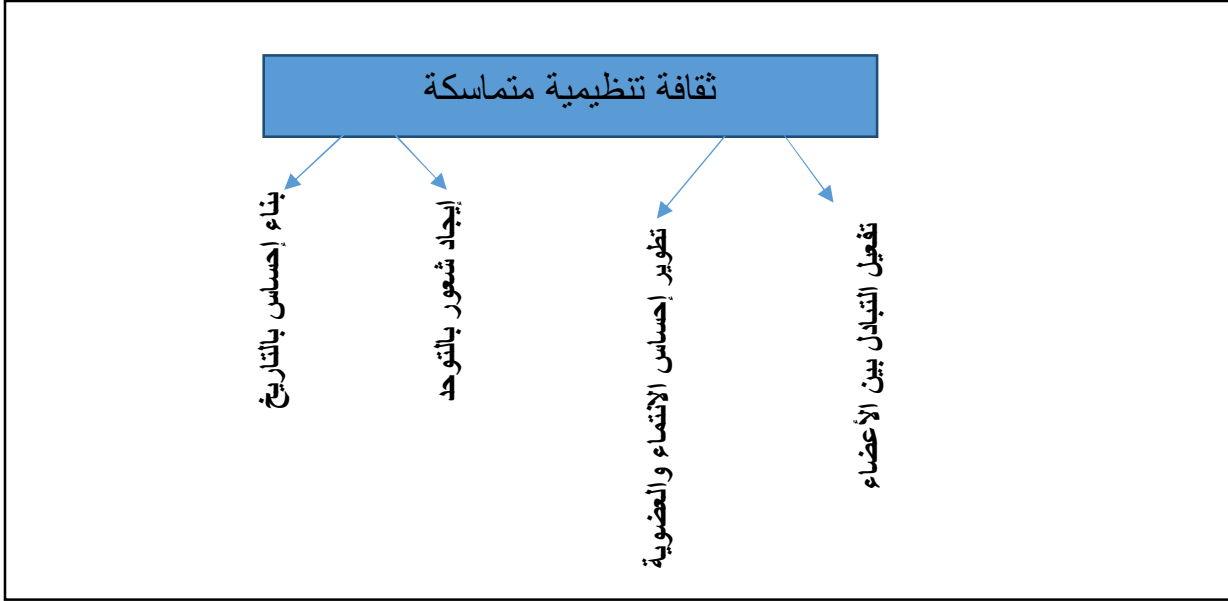 ثقافة تنظيمية متماسكة
تفعيل التبادل بين الأعضاء
تطوير إحساس الانتماء والعضوية
إيجاد شعور بالتوحد
بناء إحساس بالتاريخ